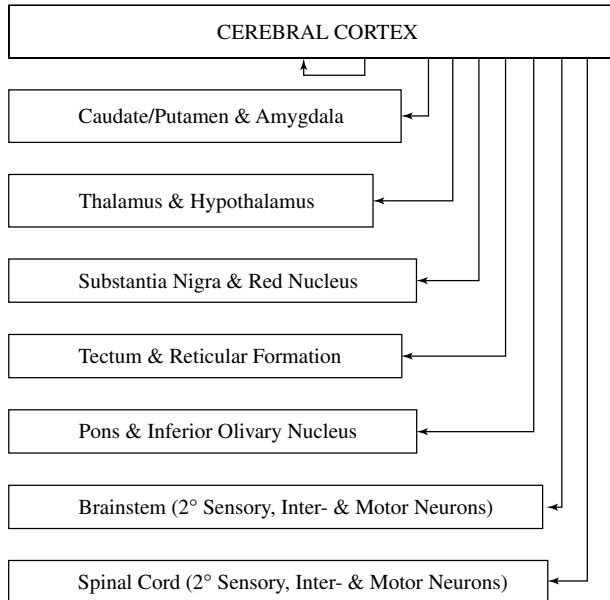 CEREBRAL CORTEX
Caudate/Putamen & Amygdala
Thalamus & Hypothalamus
Substantia Nigra & Red Nucleus
Tectum & Reticular Formation
Pons & Inferior Olivary Nucleus
Brainstem (2° Sensory, Inter- & Motor Neurons)
Spinal Cord (2° Sensory, Inter- & Motor Neurons)